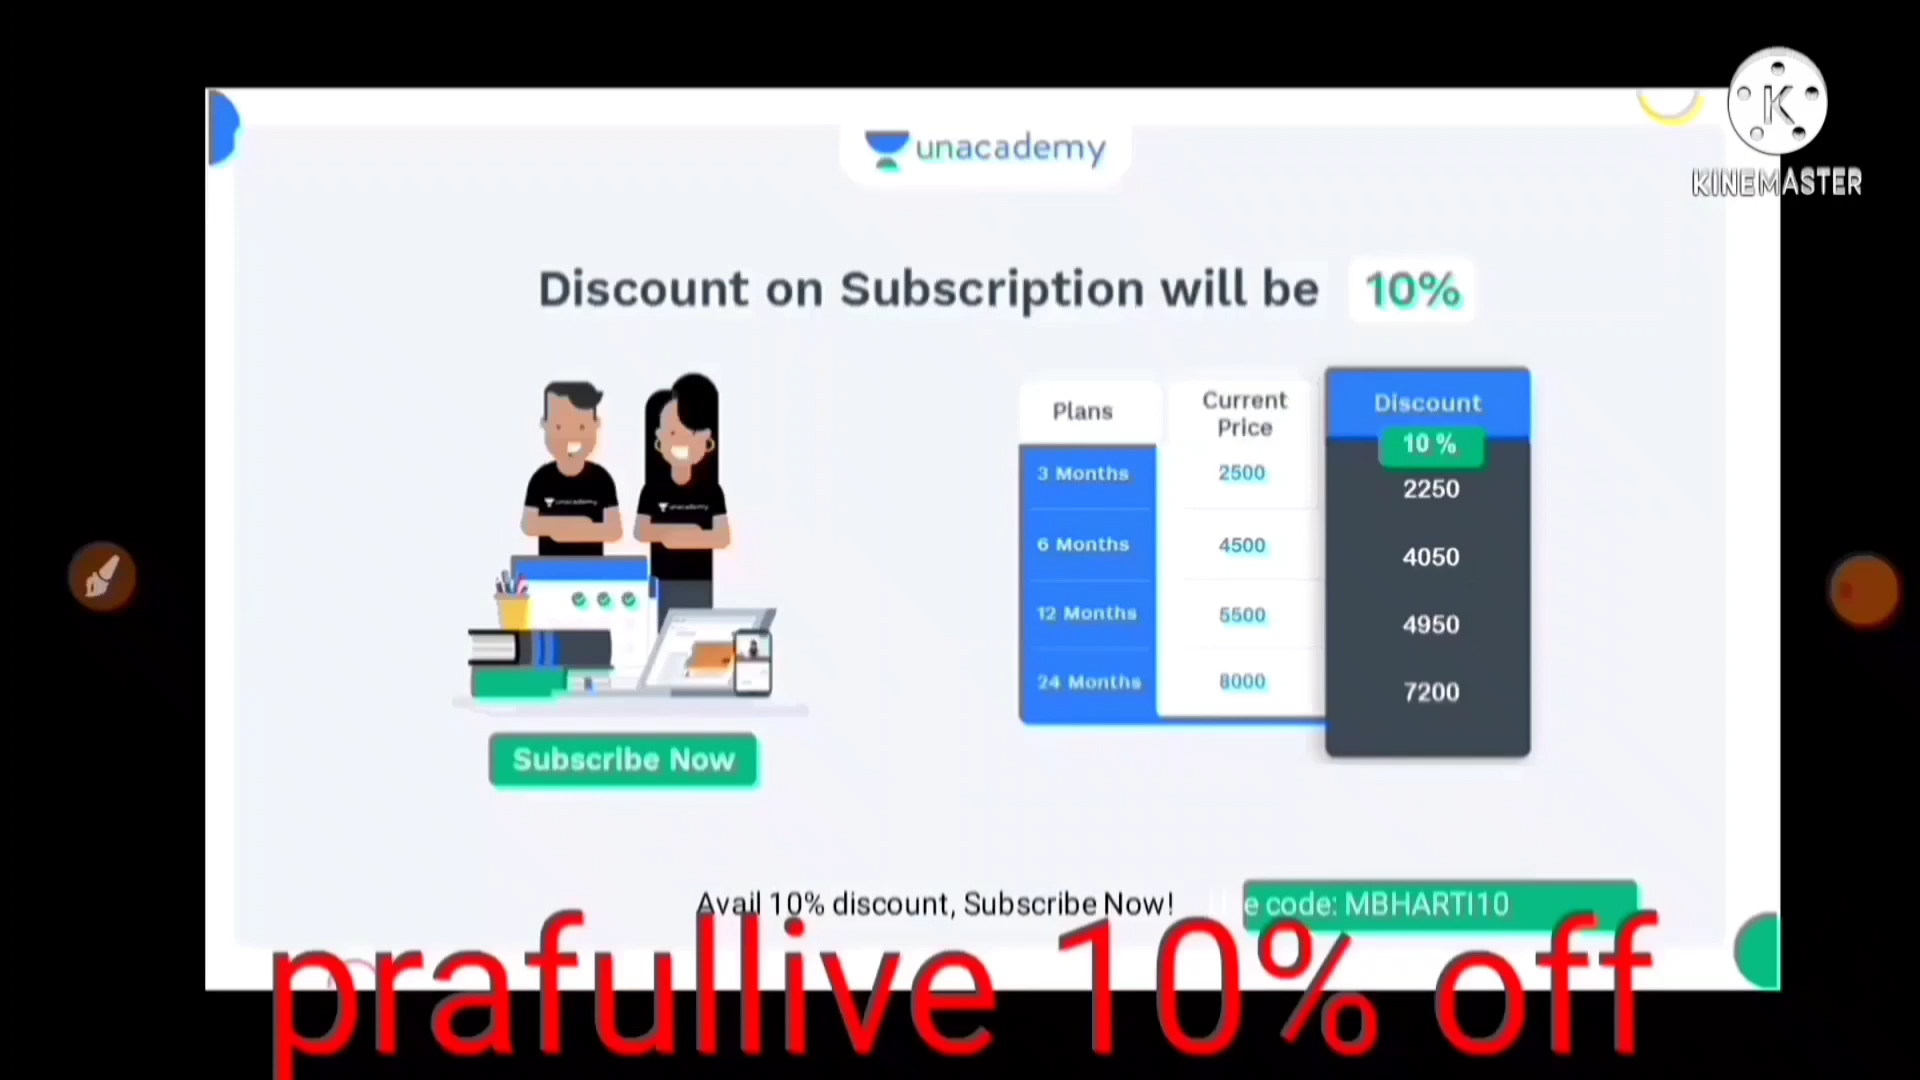 KINEMASTER
unacademy
Discount on Subscription will be 10%
Plans Current Price Discount 10 %
3 Months 2500 2250
6 Months 4500 4050
12 Months 5500 4950
24 Months 8000 7200
unacademy unacademy
Subscribe Now
Avail 10% discount, Subscribe Now! e code: MBHARTI10
prafullive 10% off